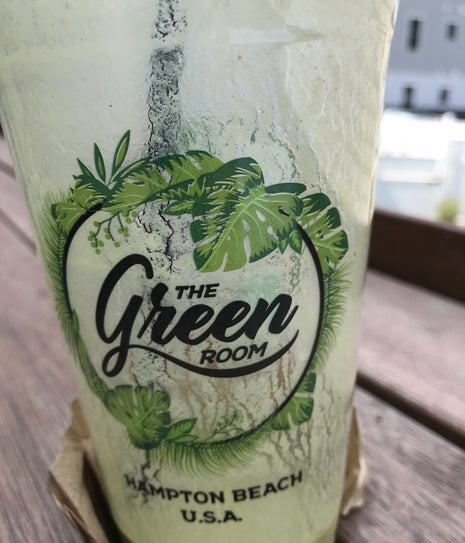 THE
Green
ROOM
HAMPTON BEACH
U.S.A.